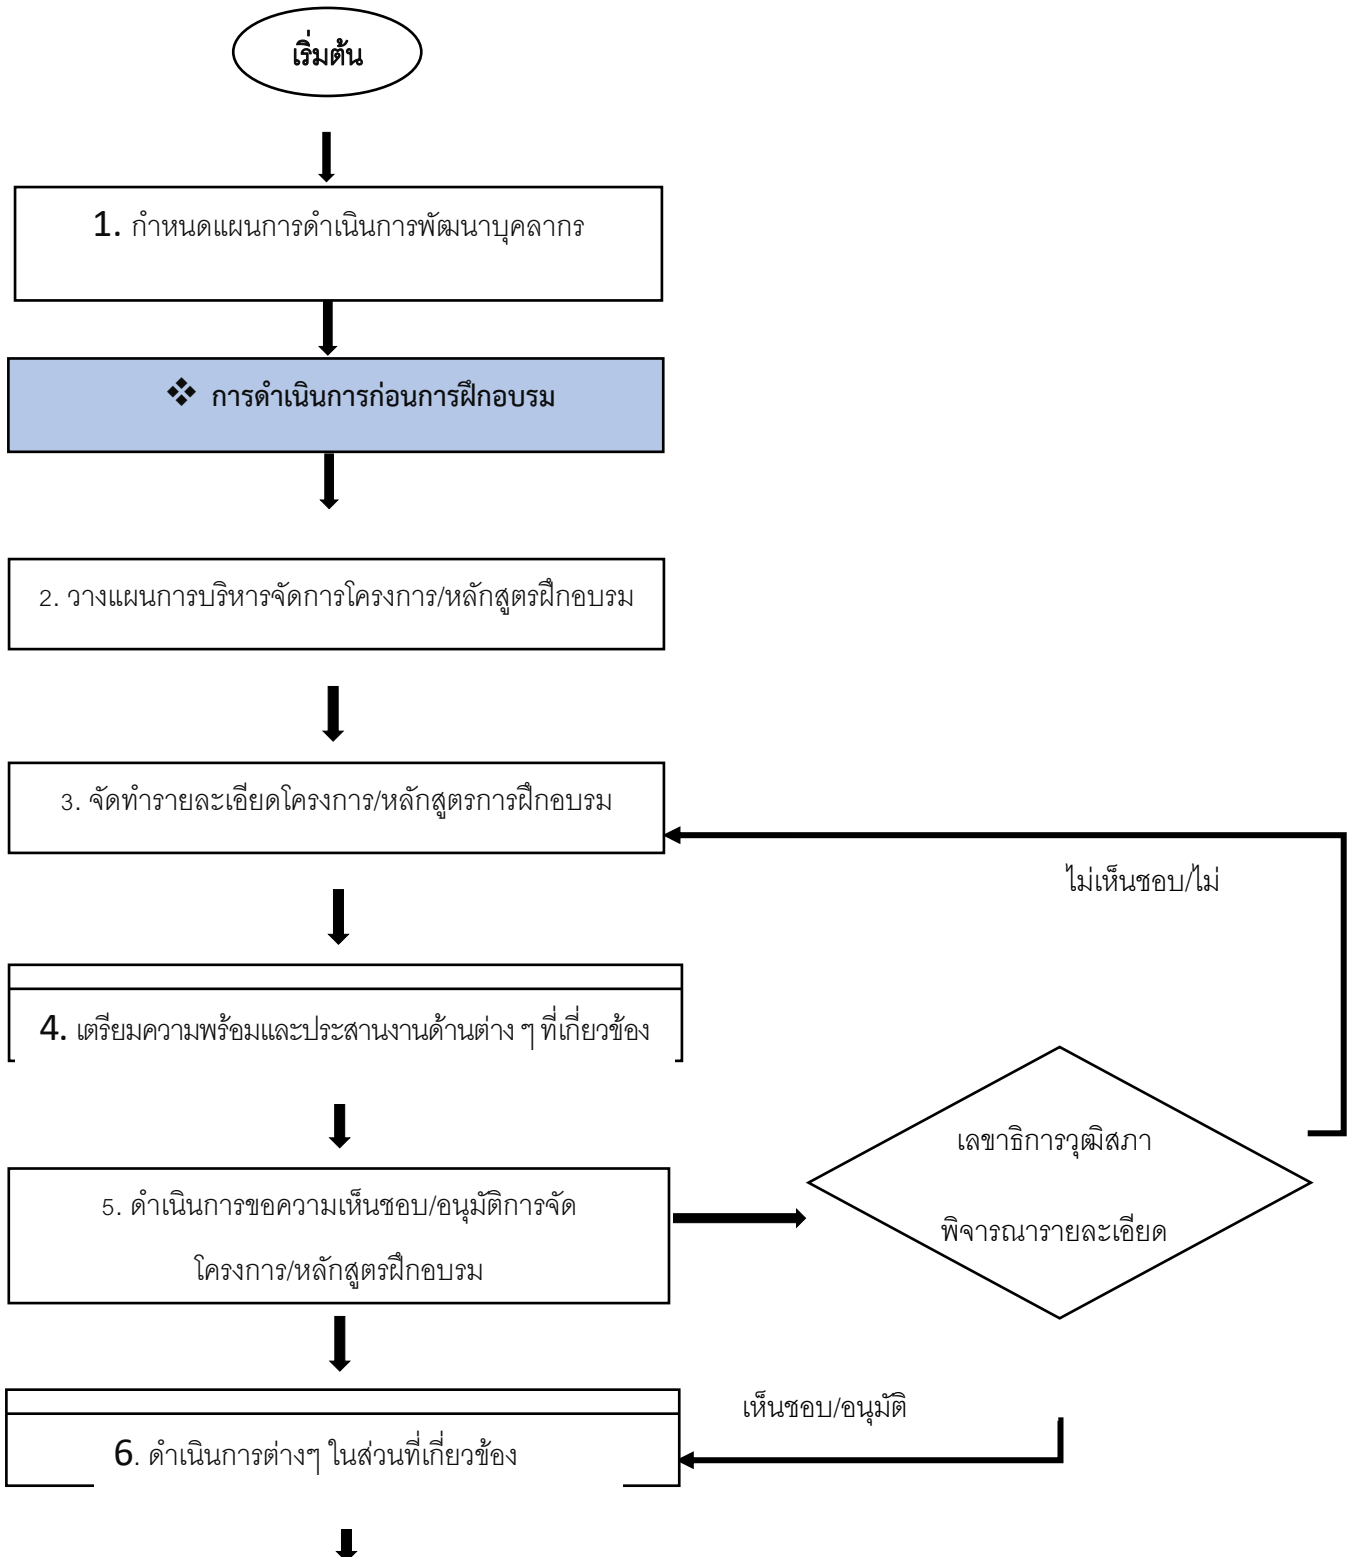 เริ่มต้น
1. กำหนดแผนการดำเนินการพัฒนาบุคลากร
❖ การดำเนินการก่อนการฝึกอบรม
2. วางแผนการบริหารจัดการโครงการ/หลักสูตรฝึกอบรม
3. จัดทำรายละเอียดโครงการ/หลักสูตรการฝึกอบรม
ไม่เห็นชอบ/ไม่
4. เตรียมความพร้อมและประสานงานด้านต่าง ๆ ที่เกี่ยวข้อง
เลขาธิการวุฒิสภา
พิจารณารายละเอียด
5. ดำเนินการขอความเห็นชอบ/อนุมัติการจัด
โครงการ/หลักสูตรฝึกอบรม
เห็นชอบ/อนุมัติ
6. ดำเนินการต่างๆ ในส่วนที่เกี่ยวข้อง